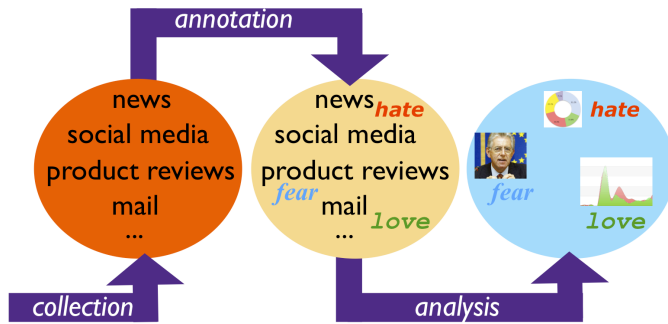 annotation
news
social media
product reviews
mail
...
news
hate
social media
product reviews
fear
mail
love
...
hate
fear
love
collection
analysis